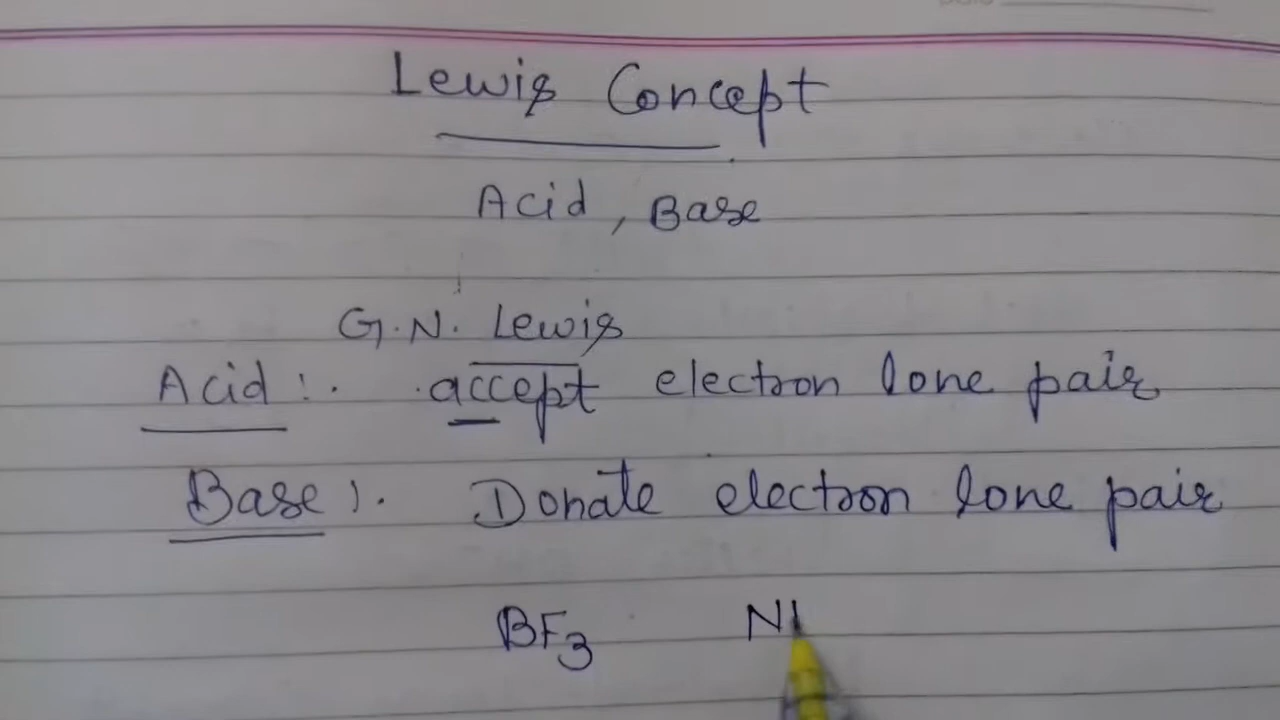 Lewis Concept
Acid, Base
G.N. Lewis
Acid :. accept electron lone pair
Base :. Donate electron lone pair
BF3 N